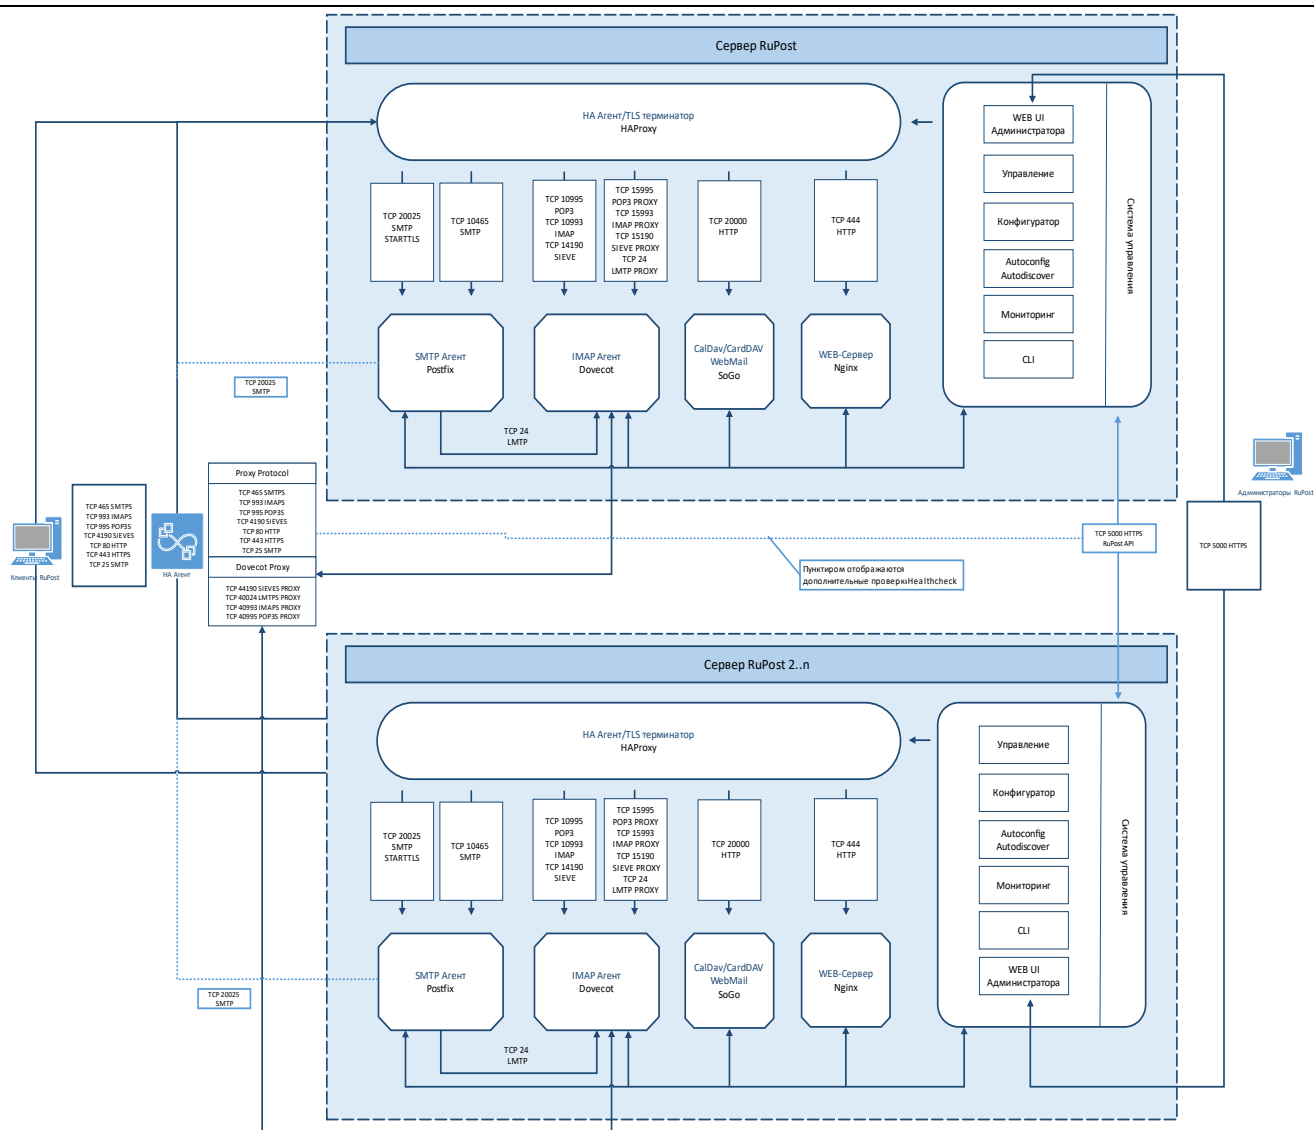 Сервер RuPost
НА Агент/TLS терминатор
HAProxy
TCP 20025
SMTP
STARTTLS
TCP 10465
SMTP
TCP 10995
POP3
TCP 10993
IMAP
TCP 14190
SIEVE
TCP 15995
POP3 PROXY
TCP 15993
IMAP PROXY
TCP 15190
SIEVE PROXY
TCP 24
LMTP PROXY
TCP 20000
HTTP
TCP 444
HTTP
SMTP Агент
Postfix
IMAP Агент
Dovecot
CalDav/CardDAV
WebMail
SoGo
WEB-Сервер
Nginx
TCP 24
LMTP
WEB UI
Администратора
Управление
Конфигуратор
Autoconfig
Autodiscover
Мониторинг
CLI
Система управления
TCP 20025
SMTP
Клиенты RuPost
TCP 465 SMTPS
TCP 993 IMAPS
TCP 995 POP3S
TCP 4190 SIEVES
TCP 80 HTTP
TCP 443 HTTPS
TCP 25 SMTP
НА Агент
Proxy Protocol
TCP 465 SMTPS
TCP 993 IMAPS
TCP 995 POP3S
TCP 4190 SIEVES
TCP 80 HTTP
TCP 443 HTTPS
TCP 25 SMTP
Dovecot Proxy
TCP 44190 SIEVES PROXY
TCP 40024 LMTPS PROXY
TCP 40993 IMAPS PROXY
TCP 40995 POP3S PROXY
Пунктиром отображаются
дополнительные проверки Healthcheck
TCP 5000 HTTPS
RuPost API
Администраторы RuPost
TCP 5000 HTTPS
Сервер RuPost 2..n
НА Агент/TLS терминатор
HAProxy
TCP 20025
SMTP
STARTTLS
TCP 10465
SMTP
TCP 10995
POP3
TCP 10993
IMAP
TCP 14190
SIEVE
TCP 15995
POP3 PROXY
TCP 15993
IMAP PROXY
TCP 15190
SIEVE PROXY
TCP 24
LMTP PROXY
TCP 20000
HTTP
TCP 444
HTTP
SMTP Агент
Postfix
IMAP Агент
Dovecot
CalDav/CardDAV
WebMail
SoGo
WEB-Сервер
Nginx
TCP 24
LMTP
Управление
Конфигуратор
Autoconfig
Autodiscover
Мониторинг
CLI
WEB UI
Администратора
Система управления
TCP 20025
SMTP